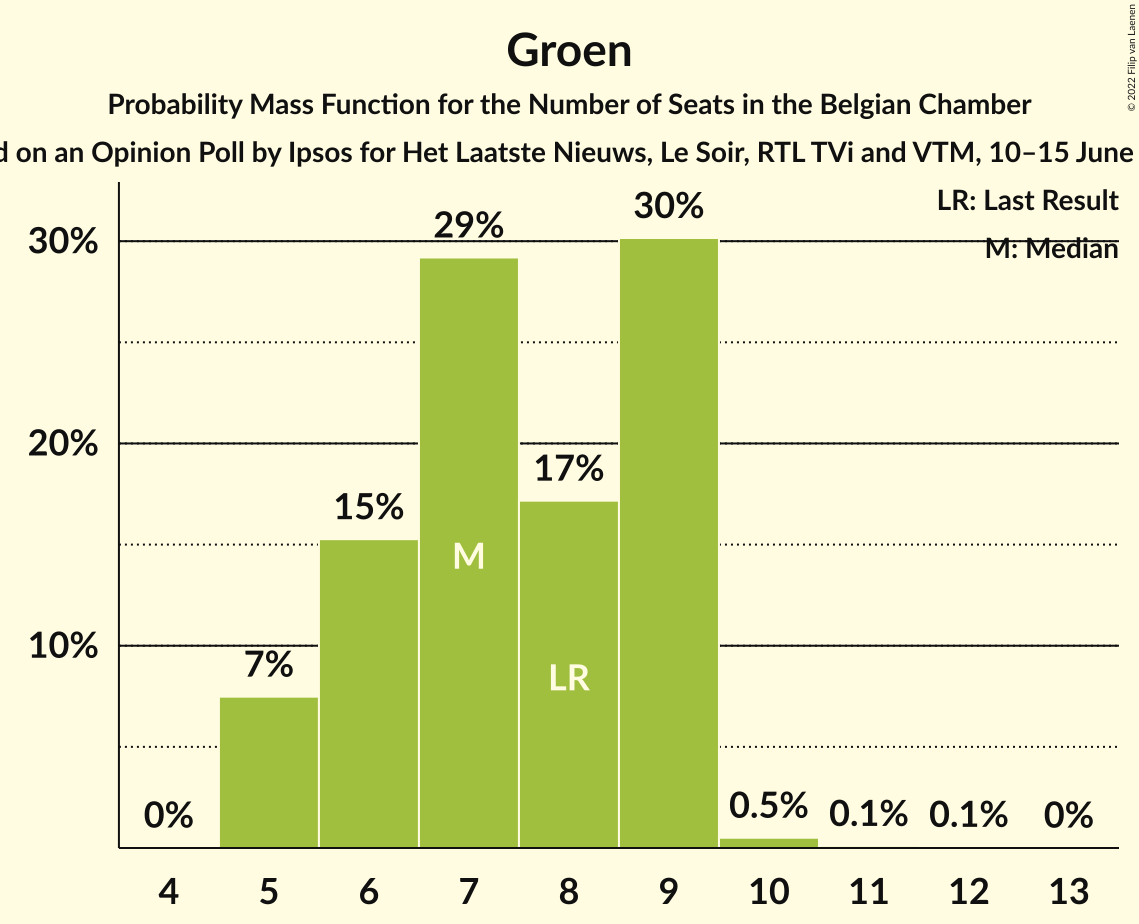 Groen
Probability Mass Function for the Number of Seats in the Belgian Chamber
on an Opinion Poll by Ipsos for Het Laatste Nieuws, Le Soir, RTL TVi and VTM, 10–15 June
© 2022 Filip van Laenen
LR: Last Result
M: Median
30%
20%
10%
0%
7%
15%
29%
17%
30%
0.5%
0.1%
0.1%
0%
M
LR
4 5 6 7 8 9 10 11 12 13